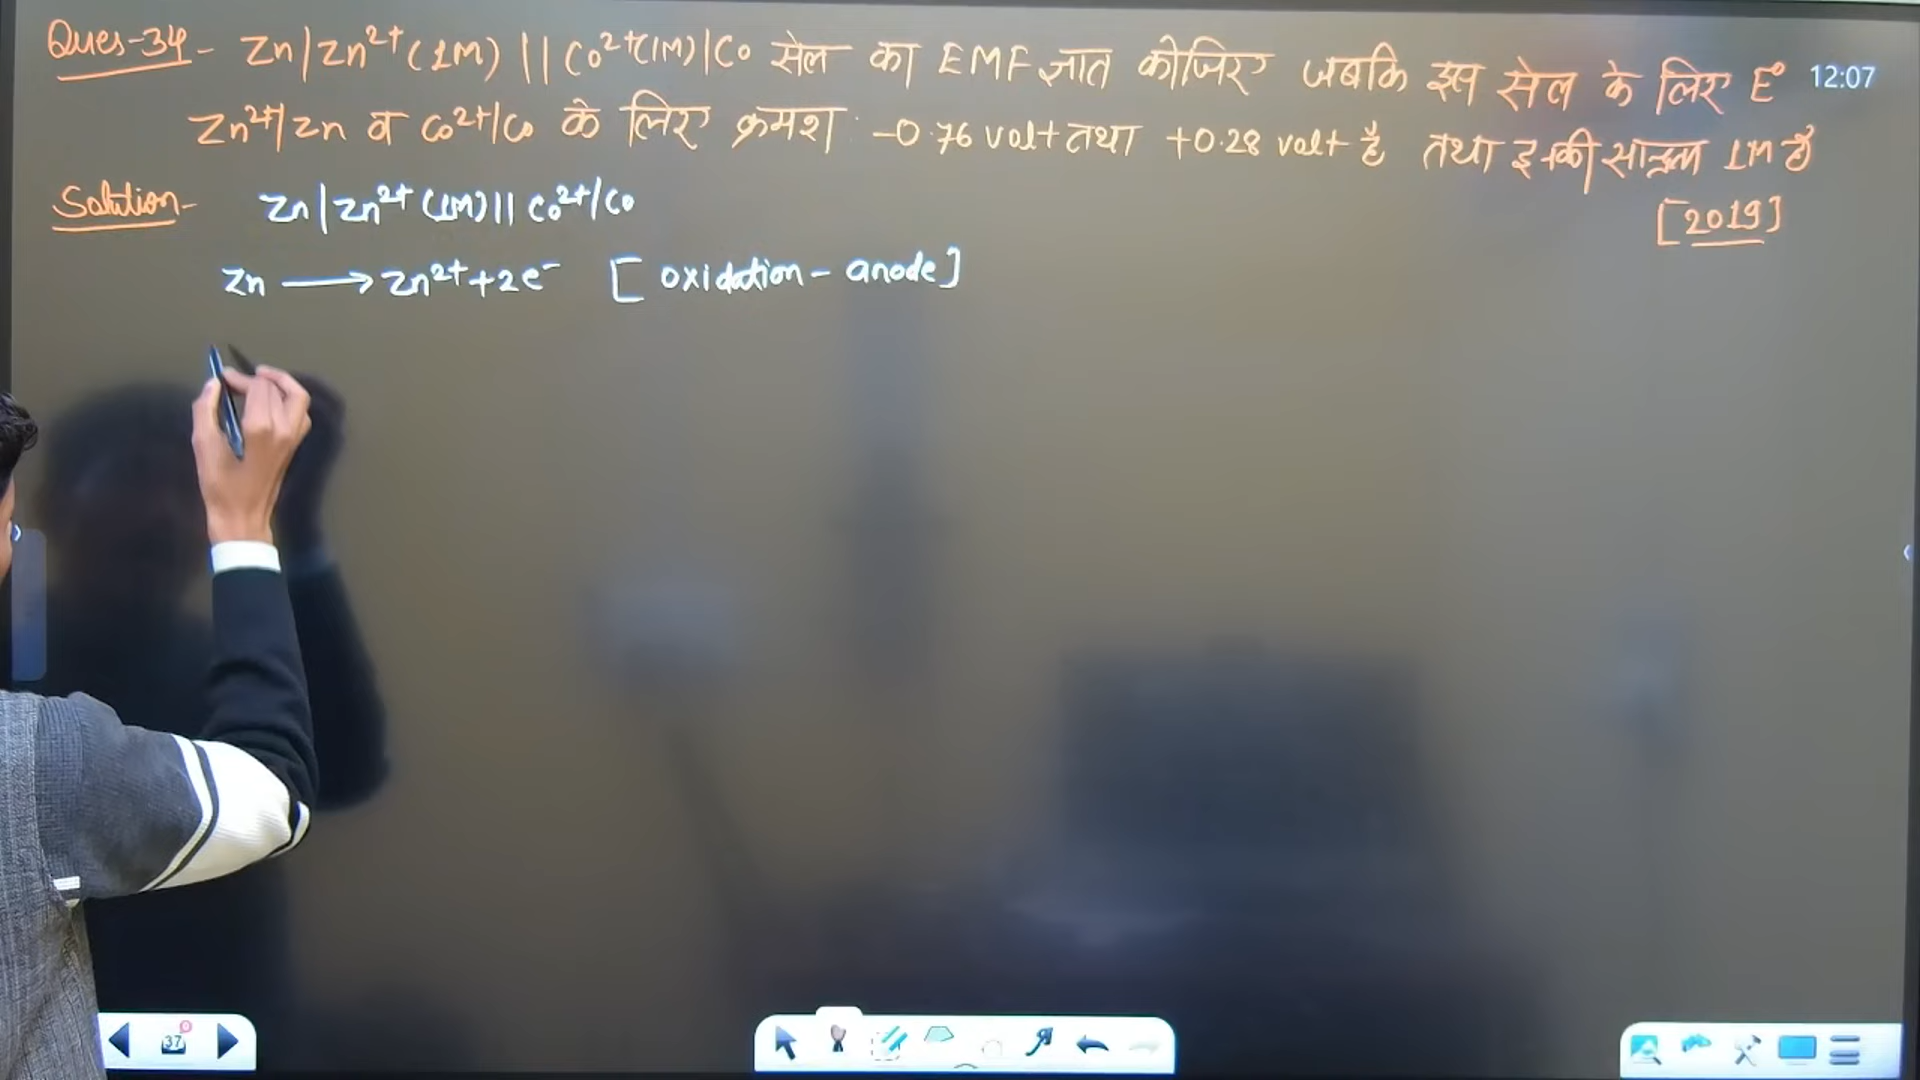 Ques-34- Zn|Zn²⁺(1M) || Co²⁺(1M)|Co सेल का EMF ज्ञात कीजिए जबकि इस सेल के लिए E°
12:07
Zn²⁺/Zn व Co²⁺/Co के लिए क्रमश: -0.76 volt तथा +0.28 volt है तथा इनकी सान्द्रता 1M है
[2019]
Solution- Zn|Zn²⁺(1M)|| Co²⁺/Co
Zn ⟶ Zn²⁺+2e⁻ [oxidation-anode]
37